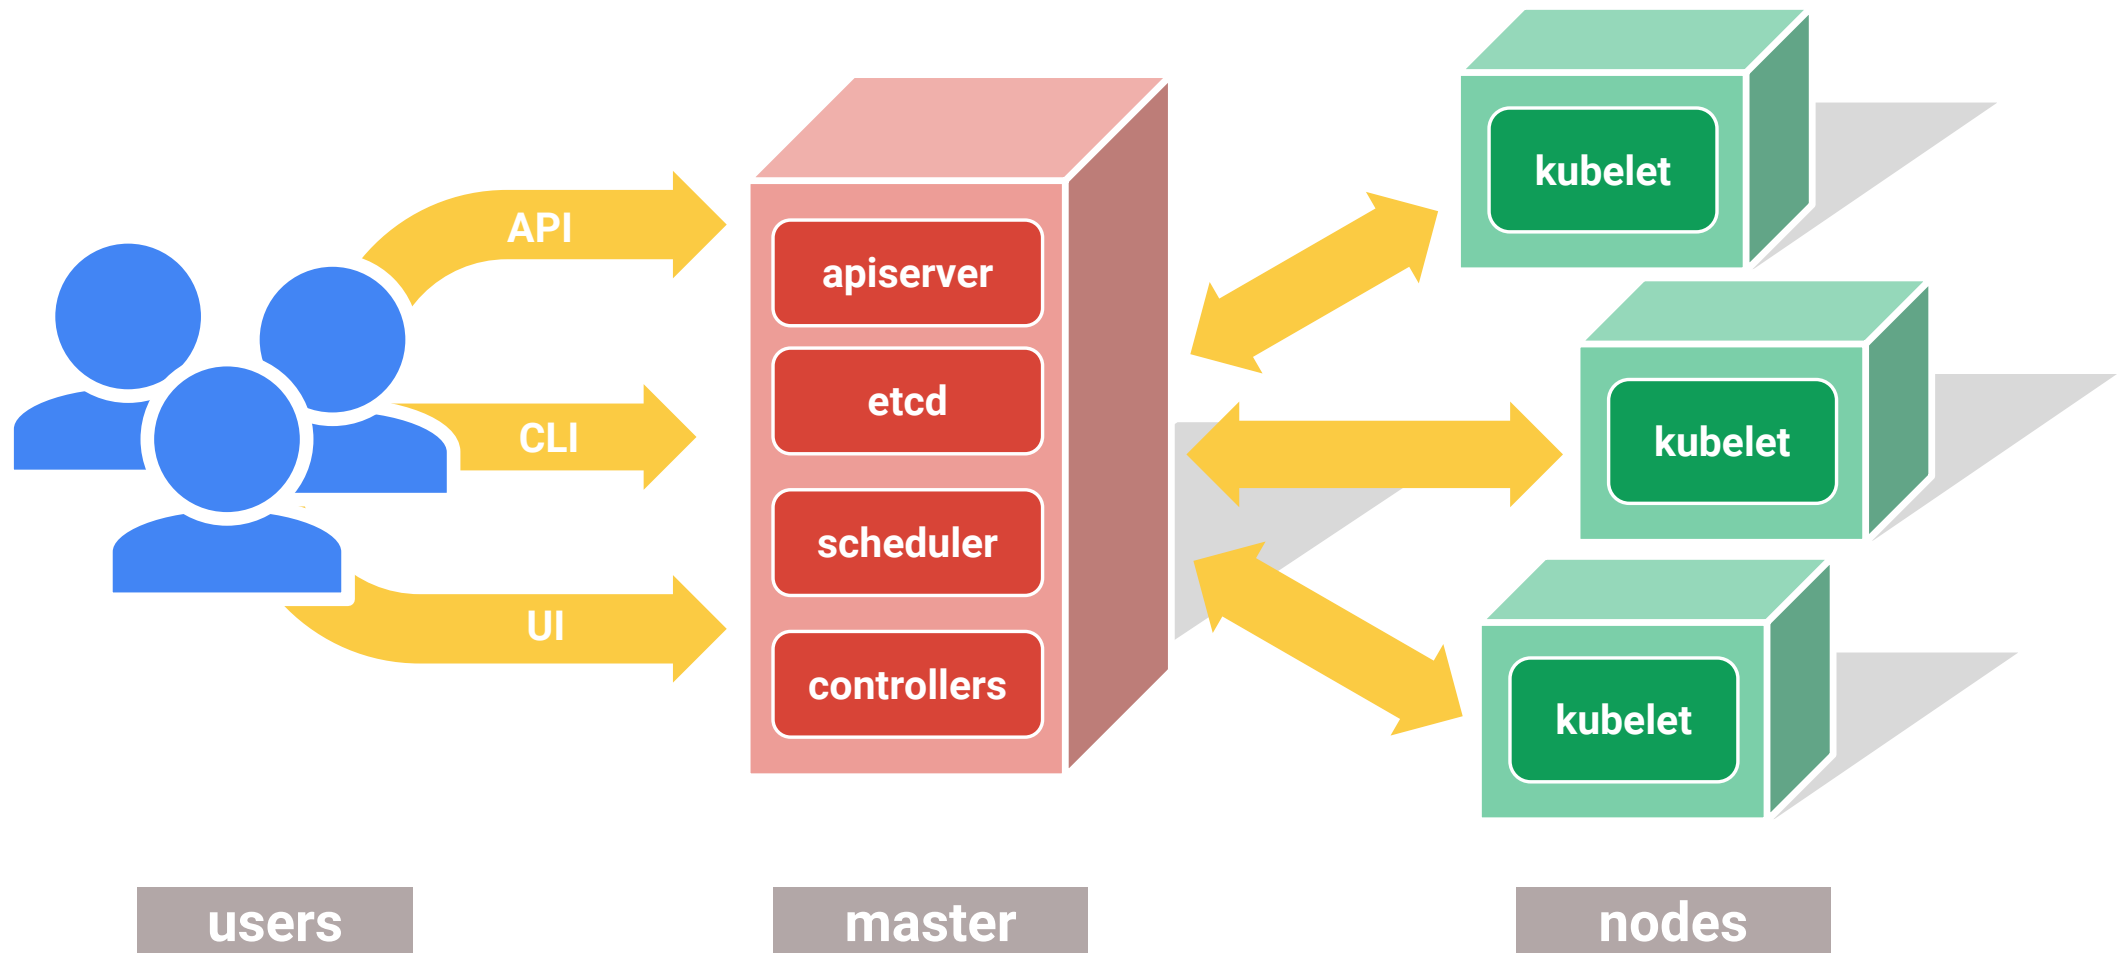 API
CLI
UI
apiserver
etcd
scheduler
controllers
kubelet
kubelet
kubelet
users
master
nodes